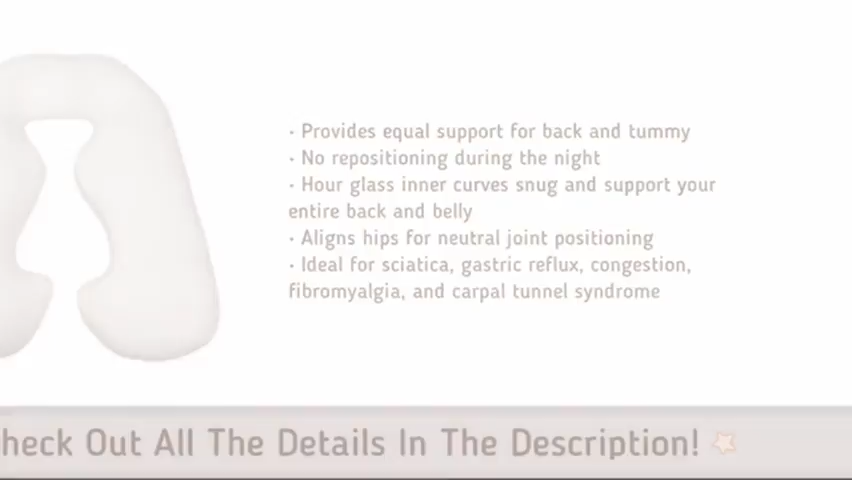 · Provides equal support for back and tummy
· No repositioning during the night
· Hour glass inner curves snug and support your
entire back and belly
· Aligns hips for neutral joint positioning
· Ideal for sciatica, gastric reflux, congestion,
fibromyalgia, and carpal tunnel syndrome
heck Out All The Details In The Description!